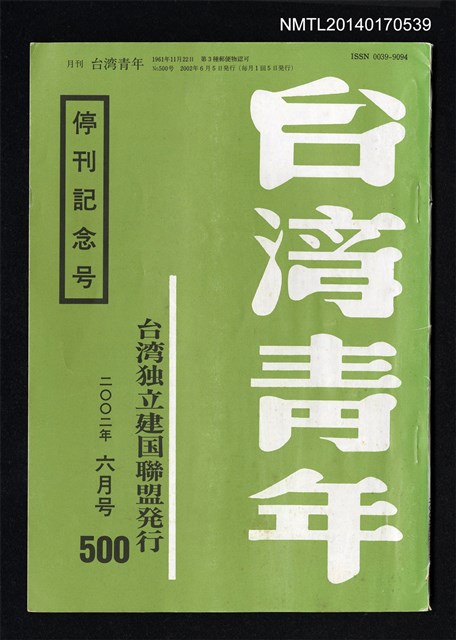 NMTL20140170539
月刊 台湾青年
1961年11月22日 第3種郵便物認可
No.500号 2002年6月5日発行（毎月1回5日発行）
ISSN 0039-9094
台湾青年
停刊記念号
台湾独立建国聯盟発行
二〇〇二年 六月号
500